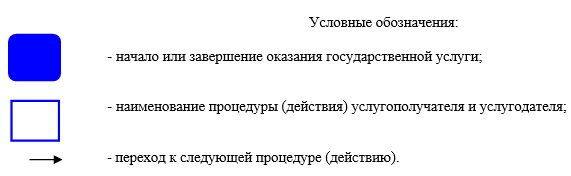 Условные обозначения:
- начало или завершение оказания государственной услуги;
- наименование процедуры (действия) услугополучателя и услугодателя;
- переход к следующей процедуре (действию).